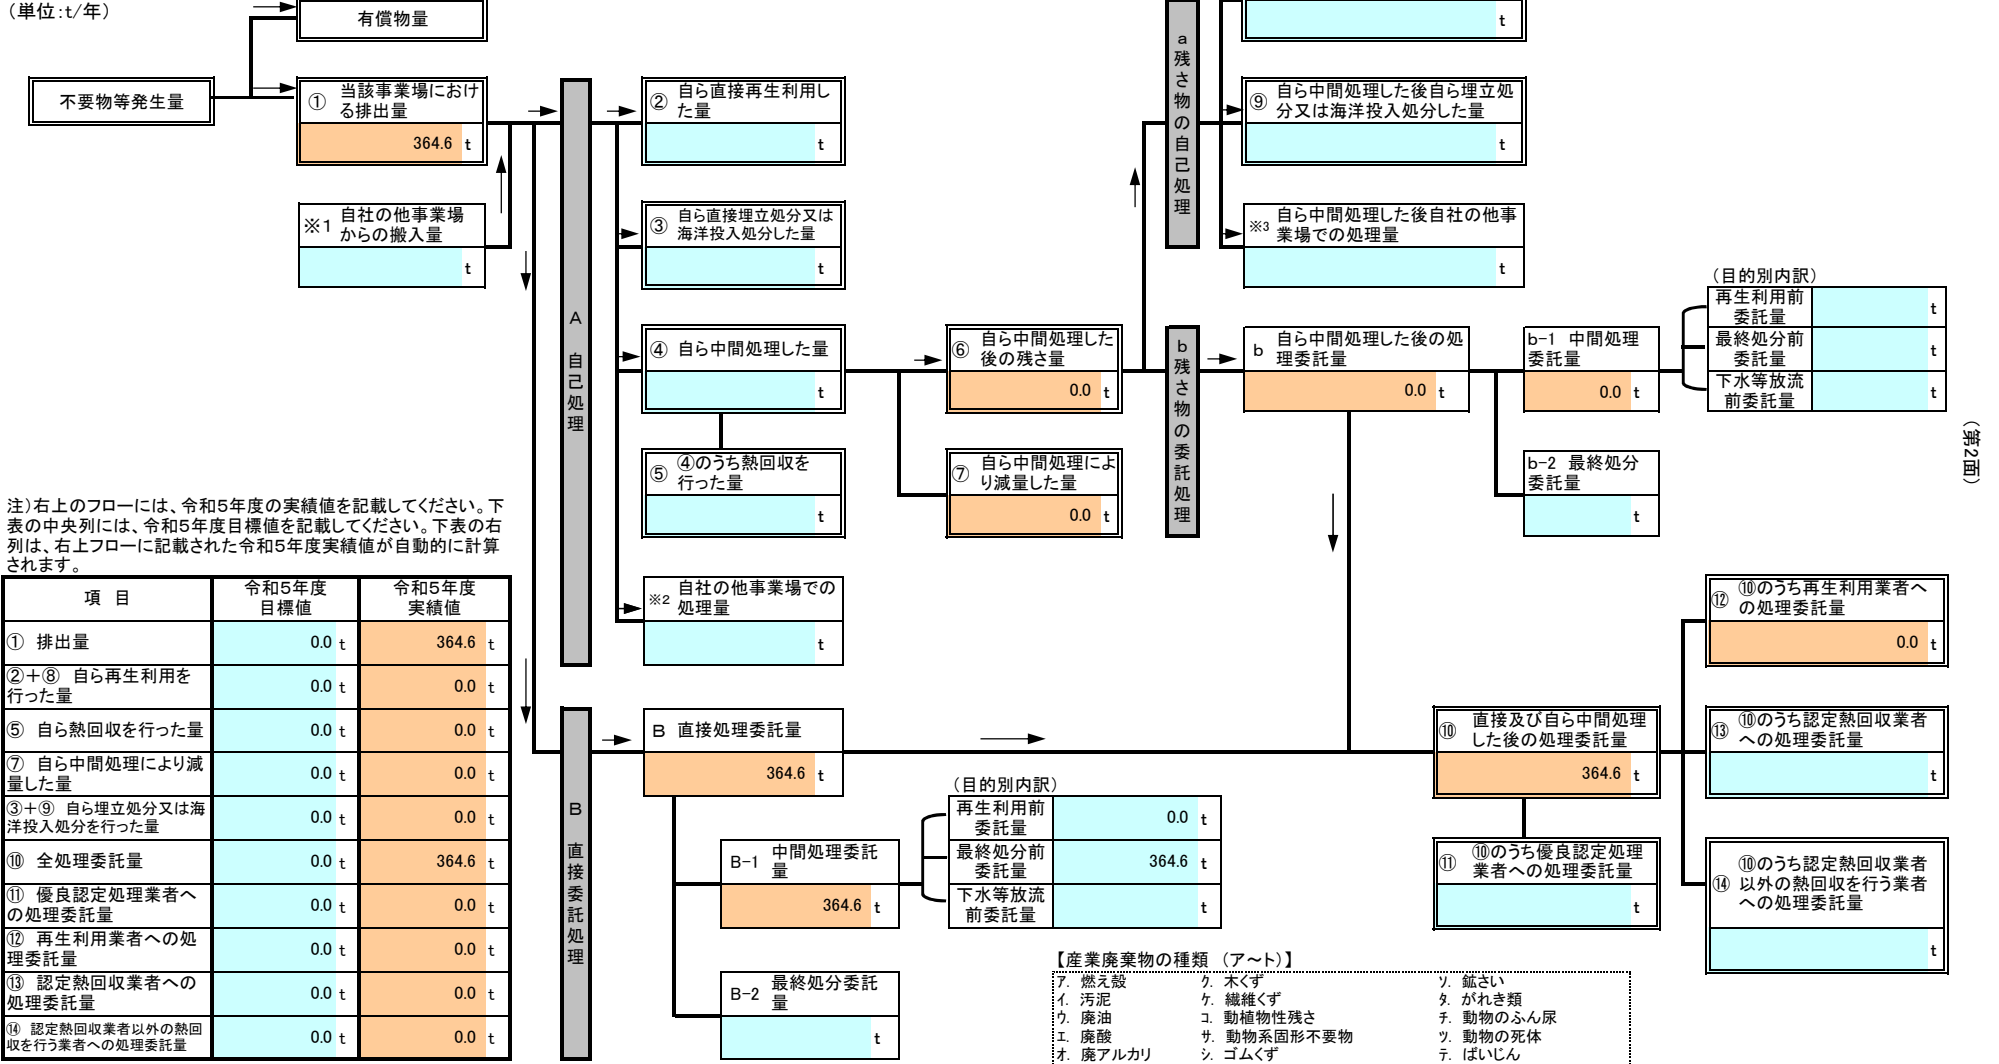 （単位：t/年）
有償物量
不要物等発生量
① 当該事業場におけ
る排出量
364.6 t
※1 自社の他事業場
からの搬入量
t
A 自己処理
② 自ら直接再生利用し
た量
t
③ 自ら直接埋立処分又は
海洋投入処分した量
t
④ 自ら中間処理した量
t
⑤ ④のうち熱回収を
行った量
t
※2 自社の他事業場での
処理量
t
⑥ 自ら中間処理した
後の残さ量
0.0 t
⑦ 自ら中間処理によ
り減量した量
0.0 t
a 残さ物の自己処理
t
⑨ 自ら中間処理した後自ら埋立処
分又は海洋投入処分した量
t
※3 自ら中間処理した後自社の他事
業場での処理量
t
b 残さ物の委託処理
b 自ら中間処理した後の処
理委託量
0.0 t
b-1 中間処理
委託量
0.0 t
（目的別内訳）
再生利用前
委託量
t
最終処分前
委託量
t
下水等放流
前委託量
t
b-2 最終処分
委託量
t
（第2面）
注）右上のフローには、令和5年度の実績値を記載してください。下
表の中央列には、令和5年度目標値を記載してください。下表の右
列は、右上フローに記載された令和5年度実績値が自動的に計算
されます。
項 目
令和5年度
目標値
令和5年度
実績値
① 排出量 0.0 t 364.6 t
②＋⑧ 自ら再生利用を
行った量 0.0 t 0.0 t
⑤ 自ら熱回収を行った量 0.0 t 0.0 t
⑦ 自ら中間処理により減
量した量 0.0 t 0.0 t
③＋⑨ 自ら埋立処分又は海
洋投入処分を行った量 0.0 t 0.0 t
⑩ 全処理委託量 0.0 t 364.6 t
⑪ 優良認定処理業者へ
の処理委託量 0.0 t 0.0 t
⑫ 再生利用業者への処
理委託量 0.0 t 0.0 t
⑬ 認定熱回収業者への
処理委託量 0.0 t 0.0 t
⑭ 認定熱回収業者以外の熱回
収を行う業者への処理委託量 0.0 t 0.0 t
B 直接委託処理
B 直接処理委託量
364.6 t
B-1 中間処理委託
量
364.6 t
（目的別内訳）
再生利用前
委託量
0.0 t
最終処分前
委託量
364.6 t
下水等放流
前委託量
t
B-2 最終処分委託
量
t
⑩ 直接及び自ら中間処理
した後の処理委託量
364.6 t
⑪ ⑩のうち優良認定処理
業者への処理委託量
t
⑫ ⑩のうち再生利用業者へ
の処理委託量
0.0 t
⑬ ⑩のうち認定熱回収業者
への処理委託量
t
⑭ ⑩のうち認定熱回収業者
以外の熱回収を行う業者
への処理委託量
t
【産業廃棄物の種類 （ア～ト）】
ア. 燃え殻 ク. 木くず ソ. 鉱さい
イ. 汚泥 ケ. 繊維くず タ. がれき類
ウ. 廃油 コ. 動植物性残さ チ. 動物のふん尿
エ. 廃酸 サ. 動物系固形不要物 ツ. 動物の死体
オ. 廃アルカリ シ. ゴムくず テ. ばいじん